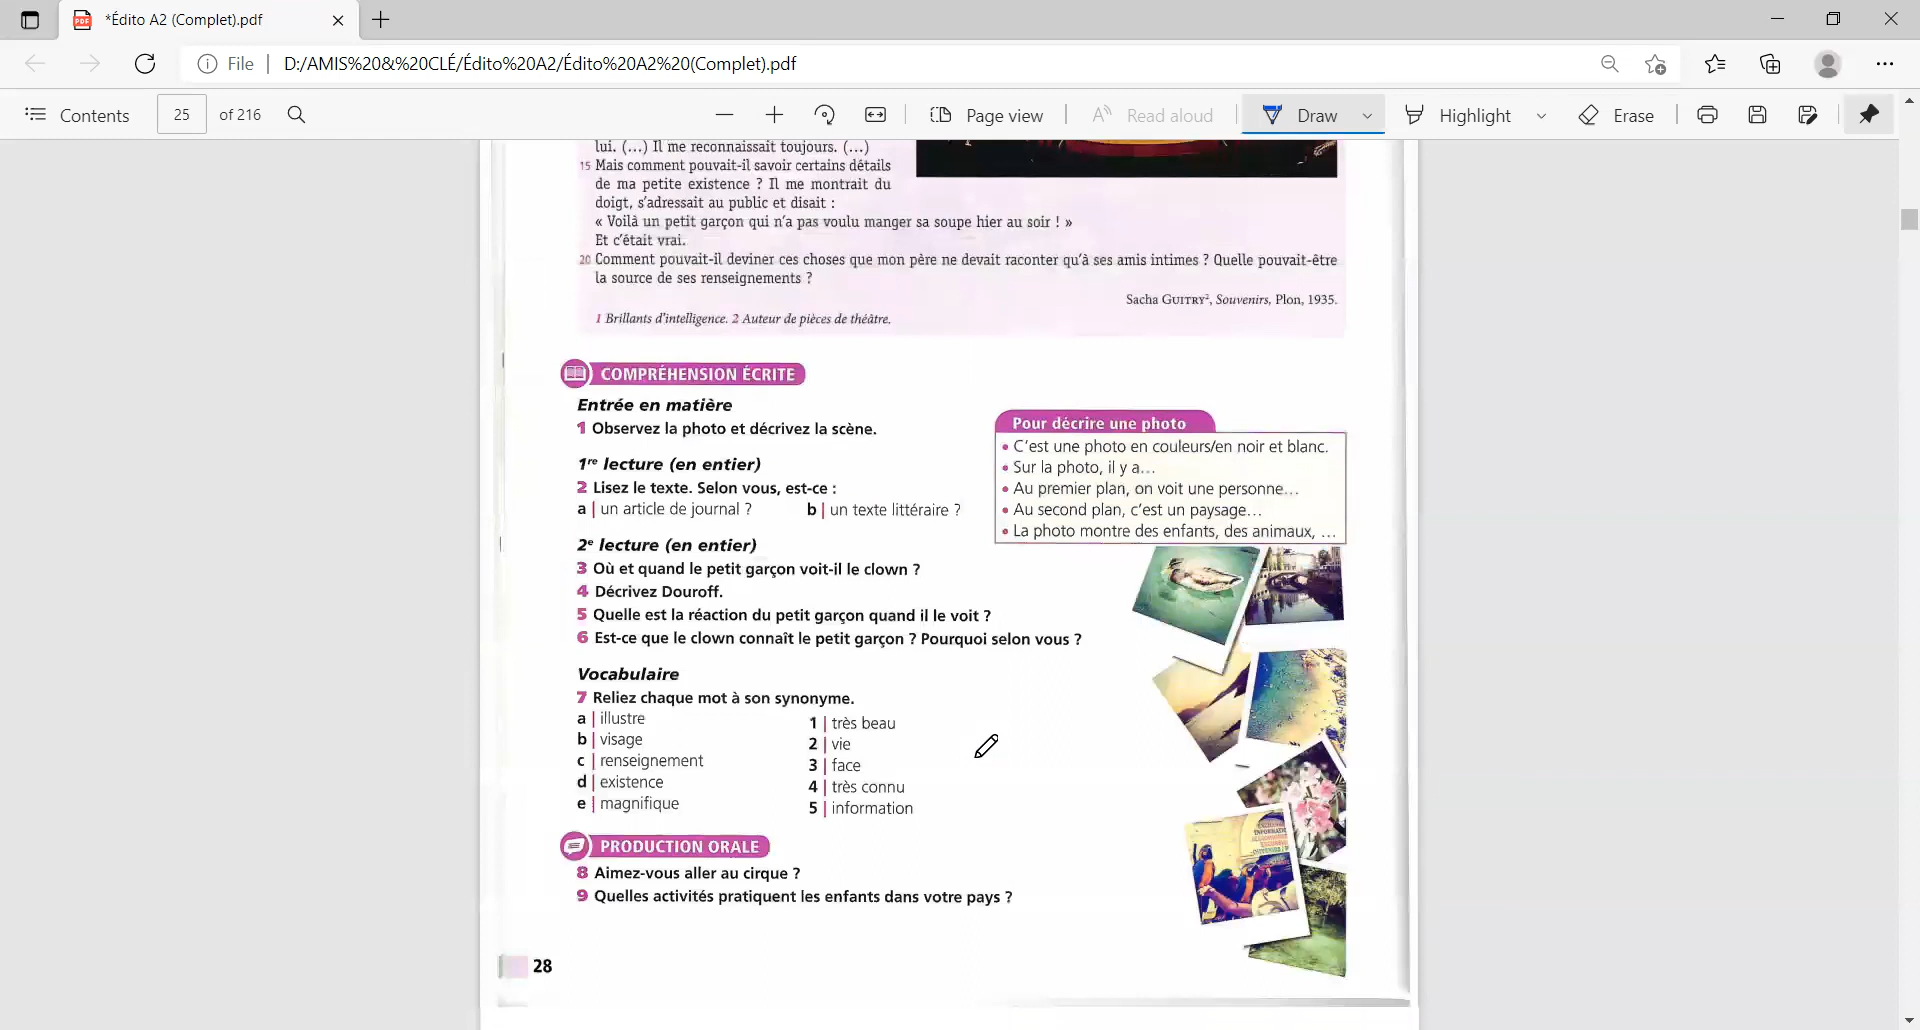 *Édito A2 (Complet).pdf
File
D:/AMIS%20&%20CLÉ/Édito%20A2/Édito%20A2%20(Complet).pdf
Contents
25
of 216
Page view
Read aloud
Draw
Highlight
Erase
lui. (...) Il me reconnaissait toujours. (...)
15 Mais comment pouvait-il savoir certains détails
de ma petite existence ? Il me montrait du
doigt, s'adressait au public et disait :
« Voilà un petit garçon qui n'a pas voulu manger sa soupe hier au soir ! »
Et c'était vrai.
20 Comment pouvait-il deviner ces choses que mon père ne devait raconter qu'à ses amis intimes ? Quelle pouvait-être
la source de ses renseignements ?
Sacha GUITRY², Souvenirs, Plon, 1935.
1 Brillants d'intelligence. 2 Auteur de pièces de théâtre.
COMPRÉHENSION ÉCRITE
Entrée en matière
1 Observez la photo et décrivez la scène.
1re lecture (en entier)
2 Lisez le texte. Selon vous, est-ce :
a | un article de journal ?
b | un texte littéraire ?
2e lecture (en entier)
3 Où et quand le petit garçon voit-il le clown ?
4 Décrivez Douroff.
5 Quelle est la réaction du petit garçon quand il le voit ?
6 Est-ce que le clown connaît le petit garçon ? Pourquoi selon vous ?
Vocabulaire
7 Reliez chaque mot à son synonyme.
a | illustre
b | visage
c | renseignement
d | existence
e | magnifique
1 | très beau
2 | vie
3 | face
4 | très connu
5 | information
PRODUCTION ORALE
8 Aimez-vous aller au cirque ?
9 Quelles activités pratiquent les enfants dans votre pays ?
Pour décrire une photo
• C'est une photo en couleurs/en noir et blanc.
• Sur la photo, il y a...
• Au premier plan, on voit une personne...
• Au second plan, c'est un paysage...
• La photo montre des enfants, des animaux, ...
28